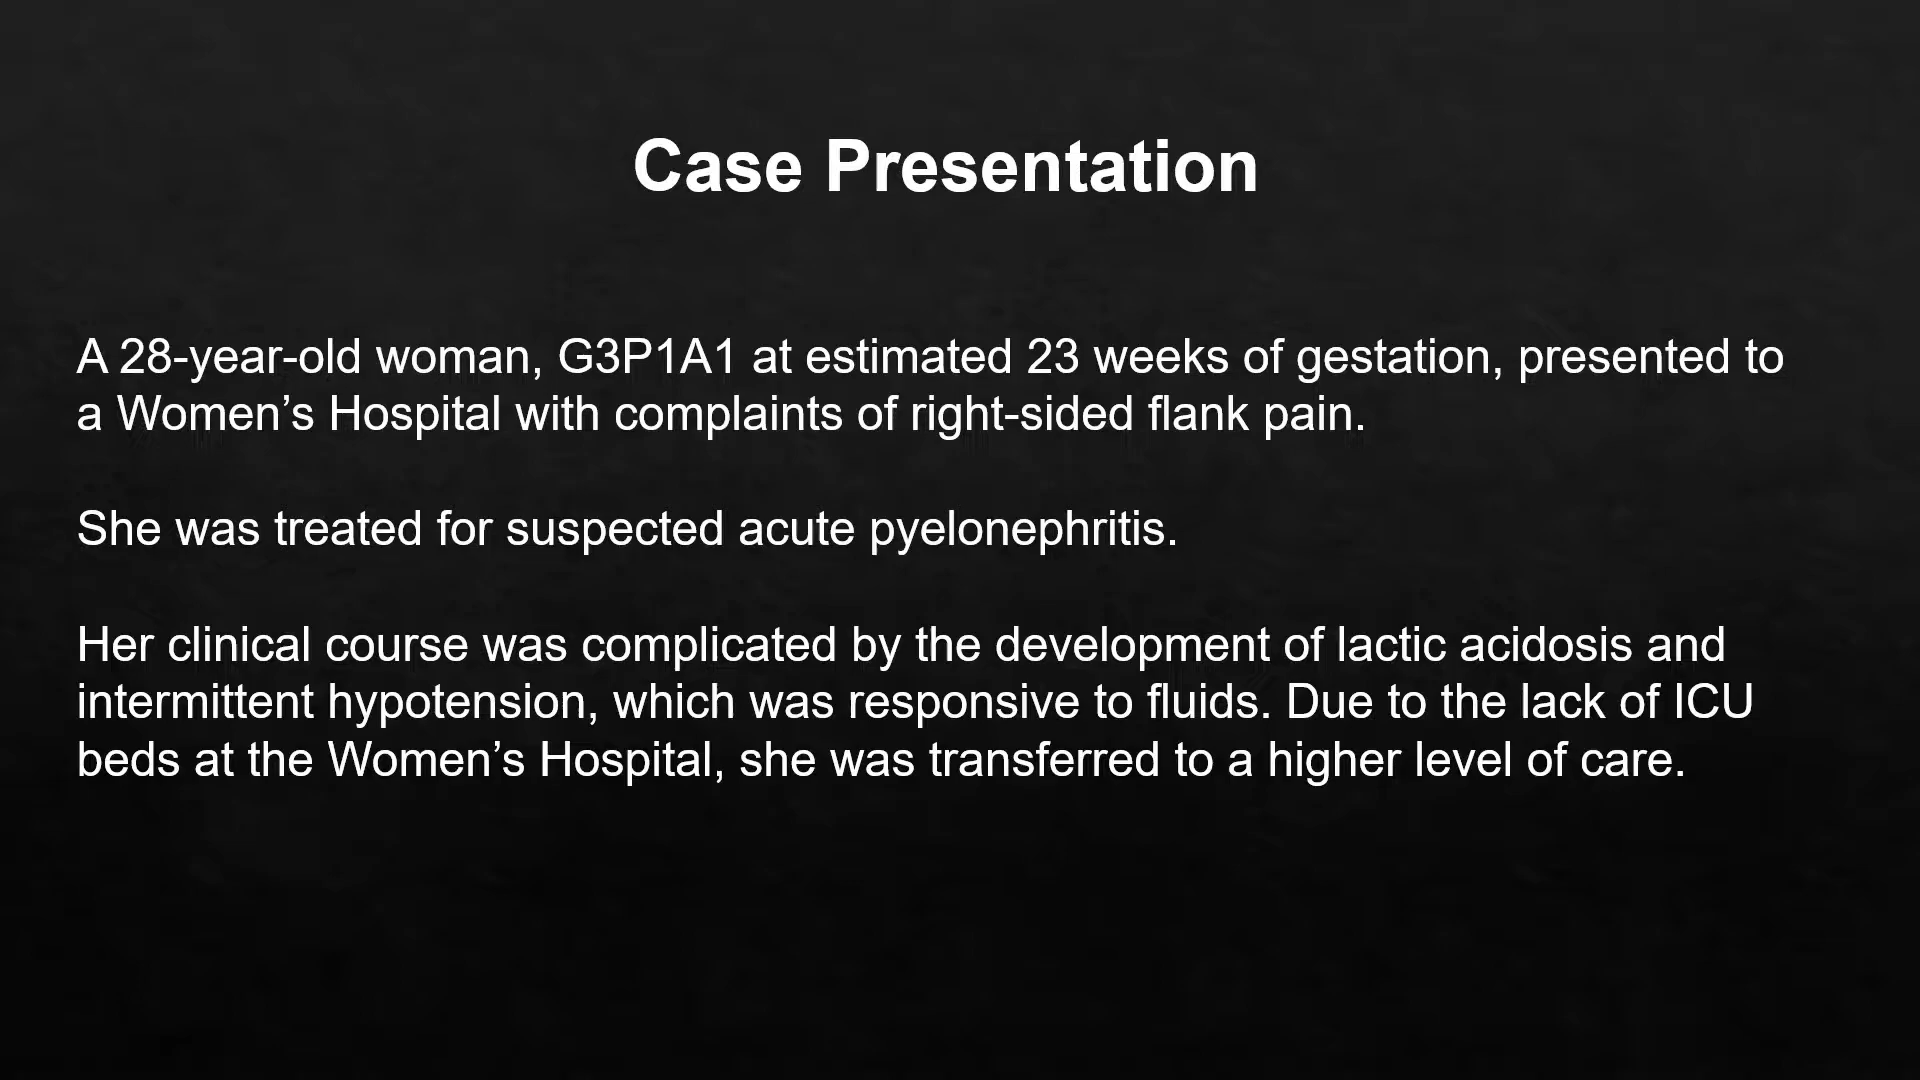 Case Presentation
A 28-year-old woman, G3P1A1 at estimated 23 weeks of gestation, presented to
a Women’s Hospital with complaints of right-sided flank pain.
She was treated for suspected acute pyelonephritis.
Her clinical course was complicated by the development of lactic acidosis and
intermittent hypotension, which was responsive to fluids. Due to the lack of ICU
beds at the Women’s Hospital, she was transferred to a higher level of care.